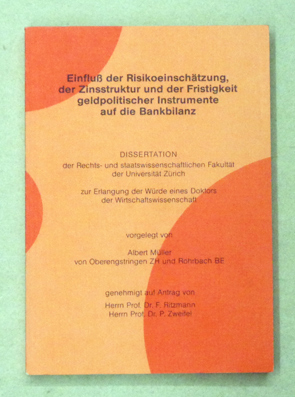 Einfluß der Risikoeinschätzung,
der Zinsstruktur und der Fristigkeit
geldpolitischer Instrumente
auf die Bankbilanz
DISSERTATION
der Rechts- und staatswissenschaftlichen Fakultät
der Universität Zürich
zur Erlangung der Würde eines Doktors
der Wirtschaftswissenschaft
vorgelegt von
Albert Müller
von Oberengstringen ZH und Rohrbach BE
genehmigt auf Antrag von
Herrn Prof. Dr. F. Ritzmann
Herrn Prof. Dr. P. Zweifel